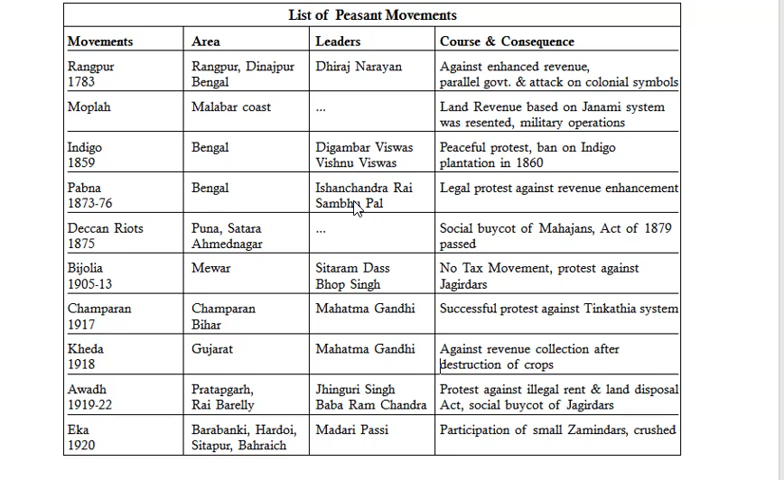 List of Peasant Movements
Movements Area Leaders Course & Consequence
Rangpur Rangpur, Dinajpur Dhiraj Narayan Against enhanced revenue,
1783 Bengal parallel govt. & attack on colonial symbols
Moplah Malabar coast ... Land Revenue based on Janami system
was resented, military operations
Indigo Bengal Digambar Viswas Peaceful protest, ban on Indigo
1859 Vishnu Viswas plantation in 1860
Pabna Bengal Ishanchandra Rai Legal protest against revenue enhancement
1873-76 Sambhu Pal
Deccan Riots Puna, Satara ... Social buycot of Mahajans, Act of 1879
1875 Ahmednagar passed
Bijolia Mewar Sitaram Dass No Tax Movement, protest against
1905-13 Bhop Singh Jagirdars
Champaran Champaran Mahatma Gandhi Successful protest against Tinkathia system
1917 Bihar
Kheda Gujarat Mahatma Gandhi Against revenue collection after
1918 destruction of crops
Awadh Pratapgarh, Jhinguri Singh Protest against illegal rent & land disposal
1919-22 Rai Barelly Baba Ram Chandra Act, social buycot of Jagirdars
Eka Barabanki, Hardoi, Madari Passi Participation of small Zamindars, crushed
1920 Sitapur, Bahraich